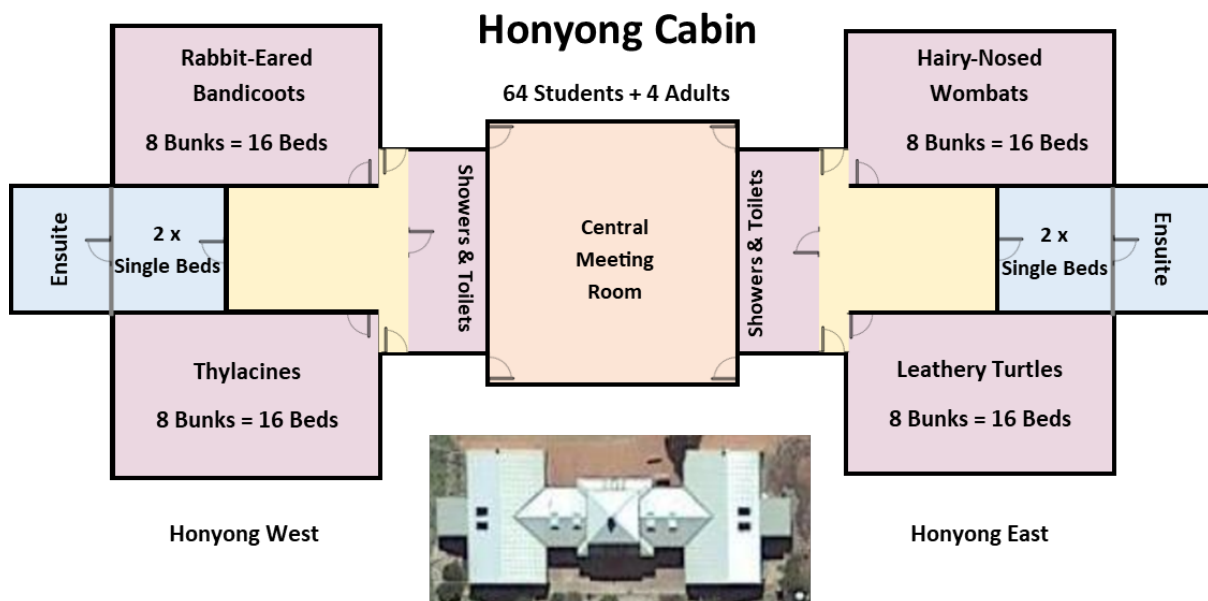 Honyong Cabin
64 Students + 4 Adults
Rabbit-Eared
Bandicoots
8 Bunks = 16 Beds
Hairy-Nosed
Wombats
8 Bunks = 16 Beds
Ensuite
2 x
Single Beds
Showers & Toilets
Central
Meeting
Room
Showers & Toilets
2 x
Single Beds
Ensuite
Thylacines
8 Bunks = 16 Beds
Leathery Turtles
8 Bunks = 16 Beds
Honyong West
Honyong East